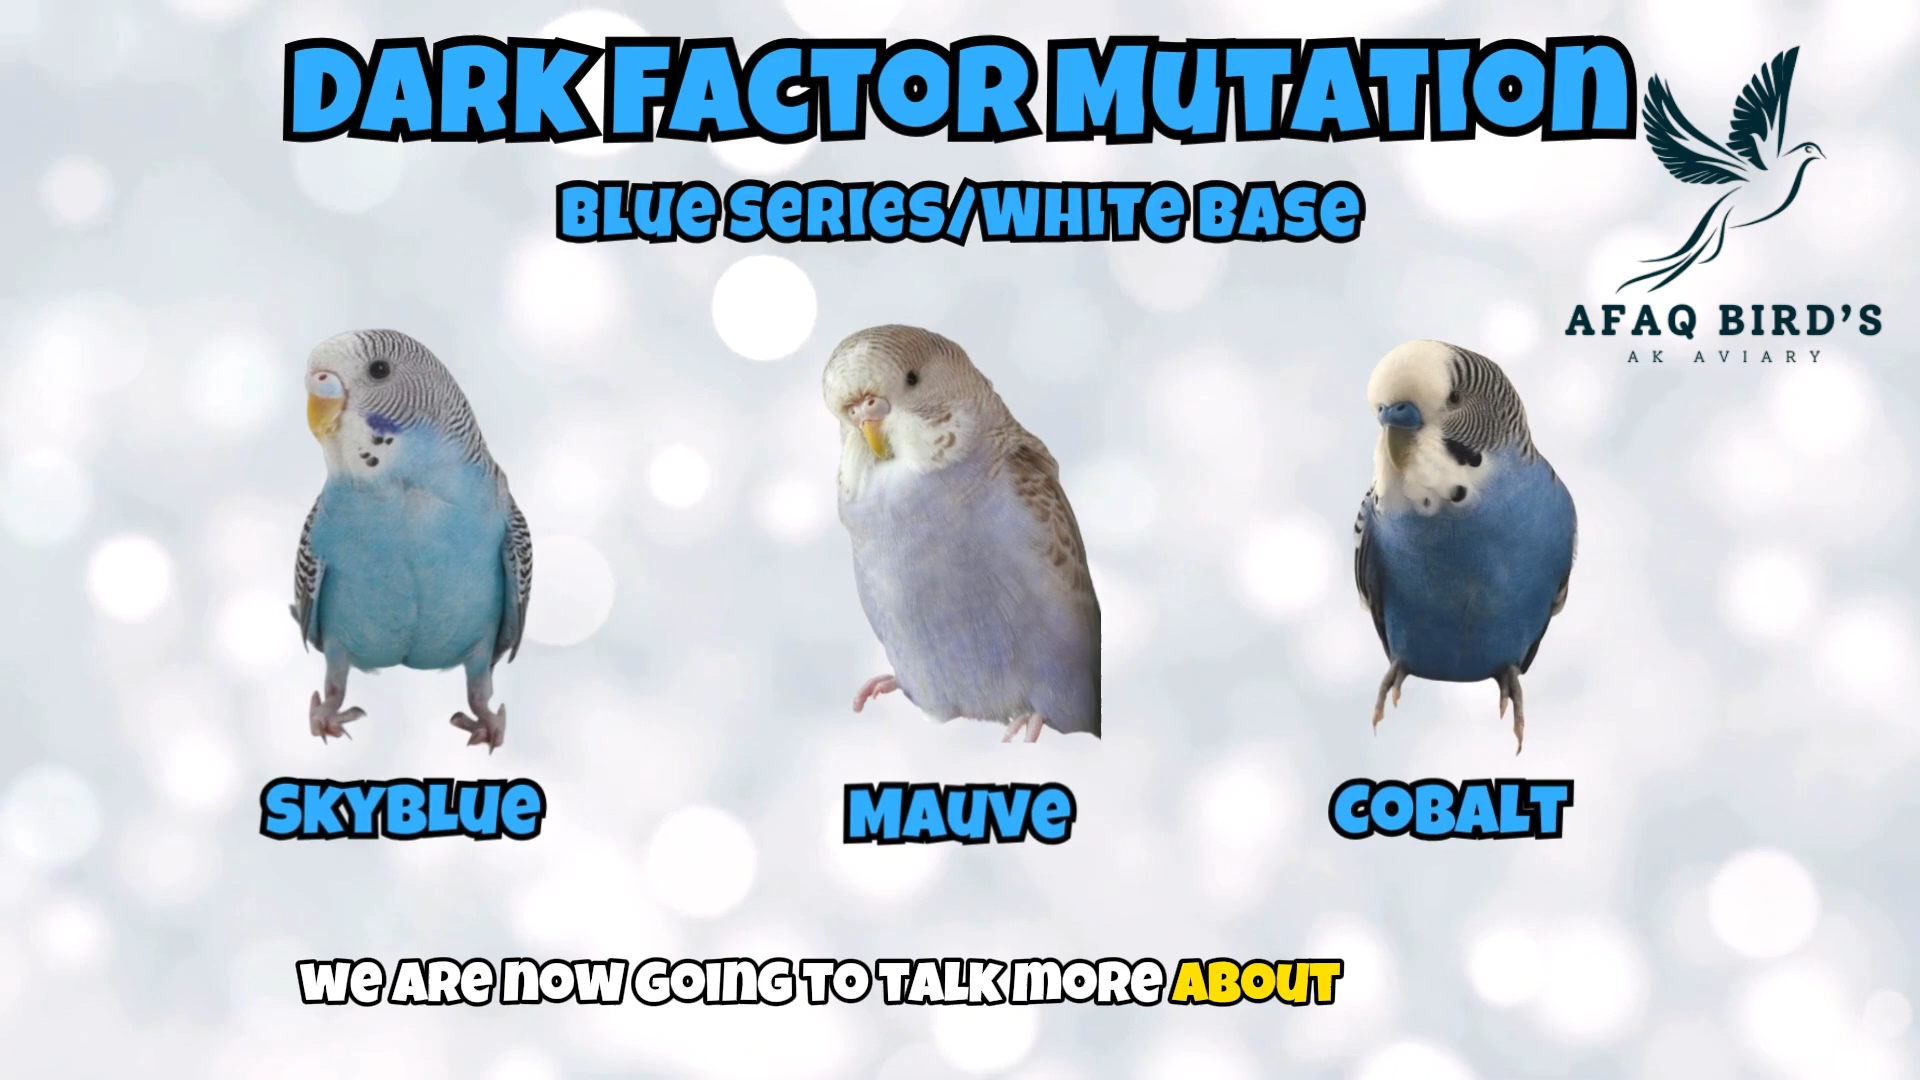 DARK FACTOR MUTATION
BLUE SERIES/WHITE BASE
AFAQ BIRD'S
AK AVIARY
SKYBLUE
MAUVE
COBALT
WE ARE NOW GOING TO TALK MORE ABOUT